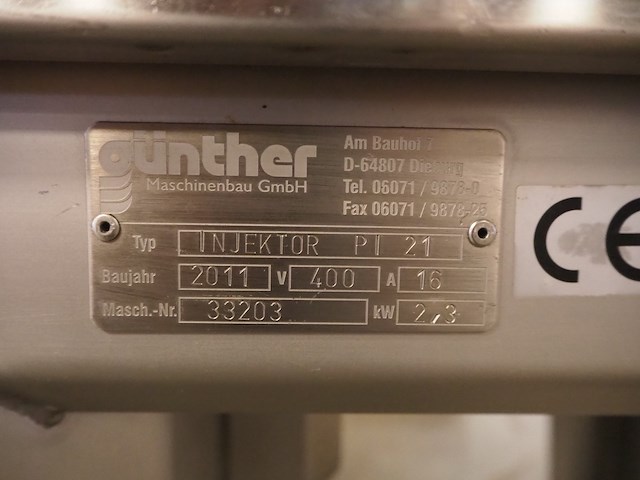 günther
Maschinenbau GmbH
Am Bauhof 7
D-64807 Dieburg
Tel. 06071 / 9878-0
Fax 06071 / 9878-25
Typ INJEKTOR PI 21
Baujahr 2011 V 400 A 16
Masch.-Nr. 33203 kW 2,3
CE